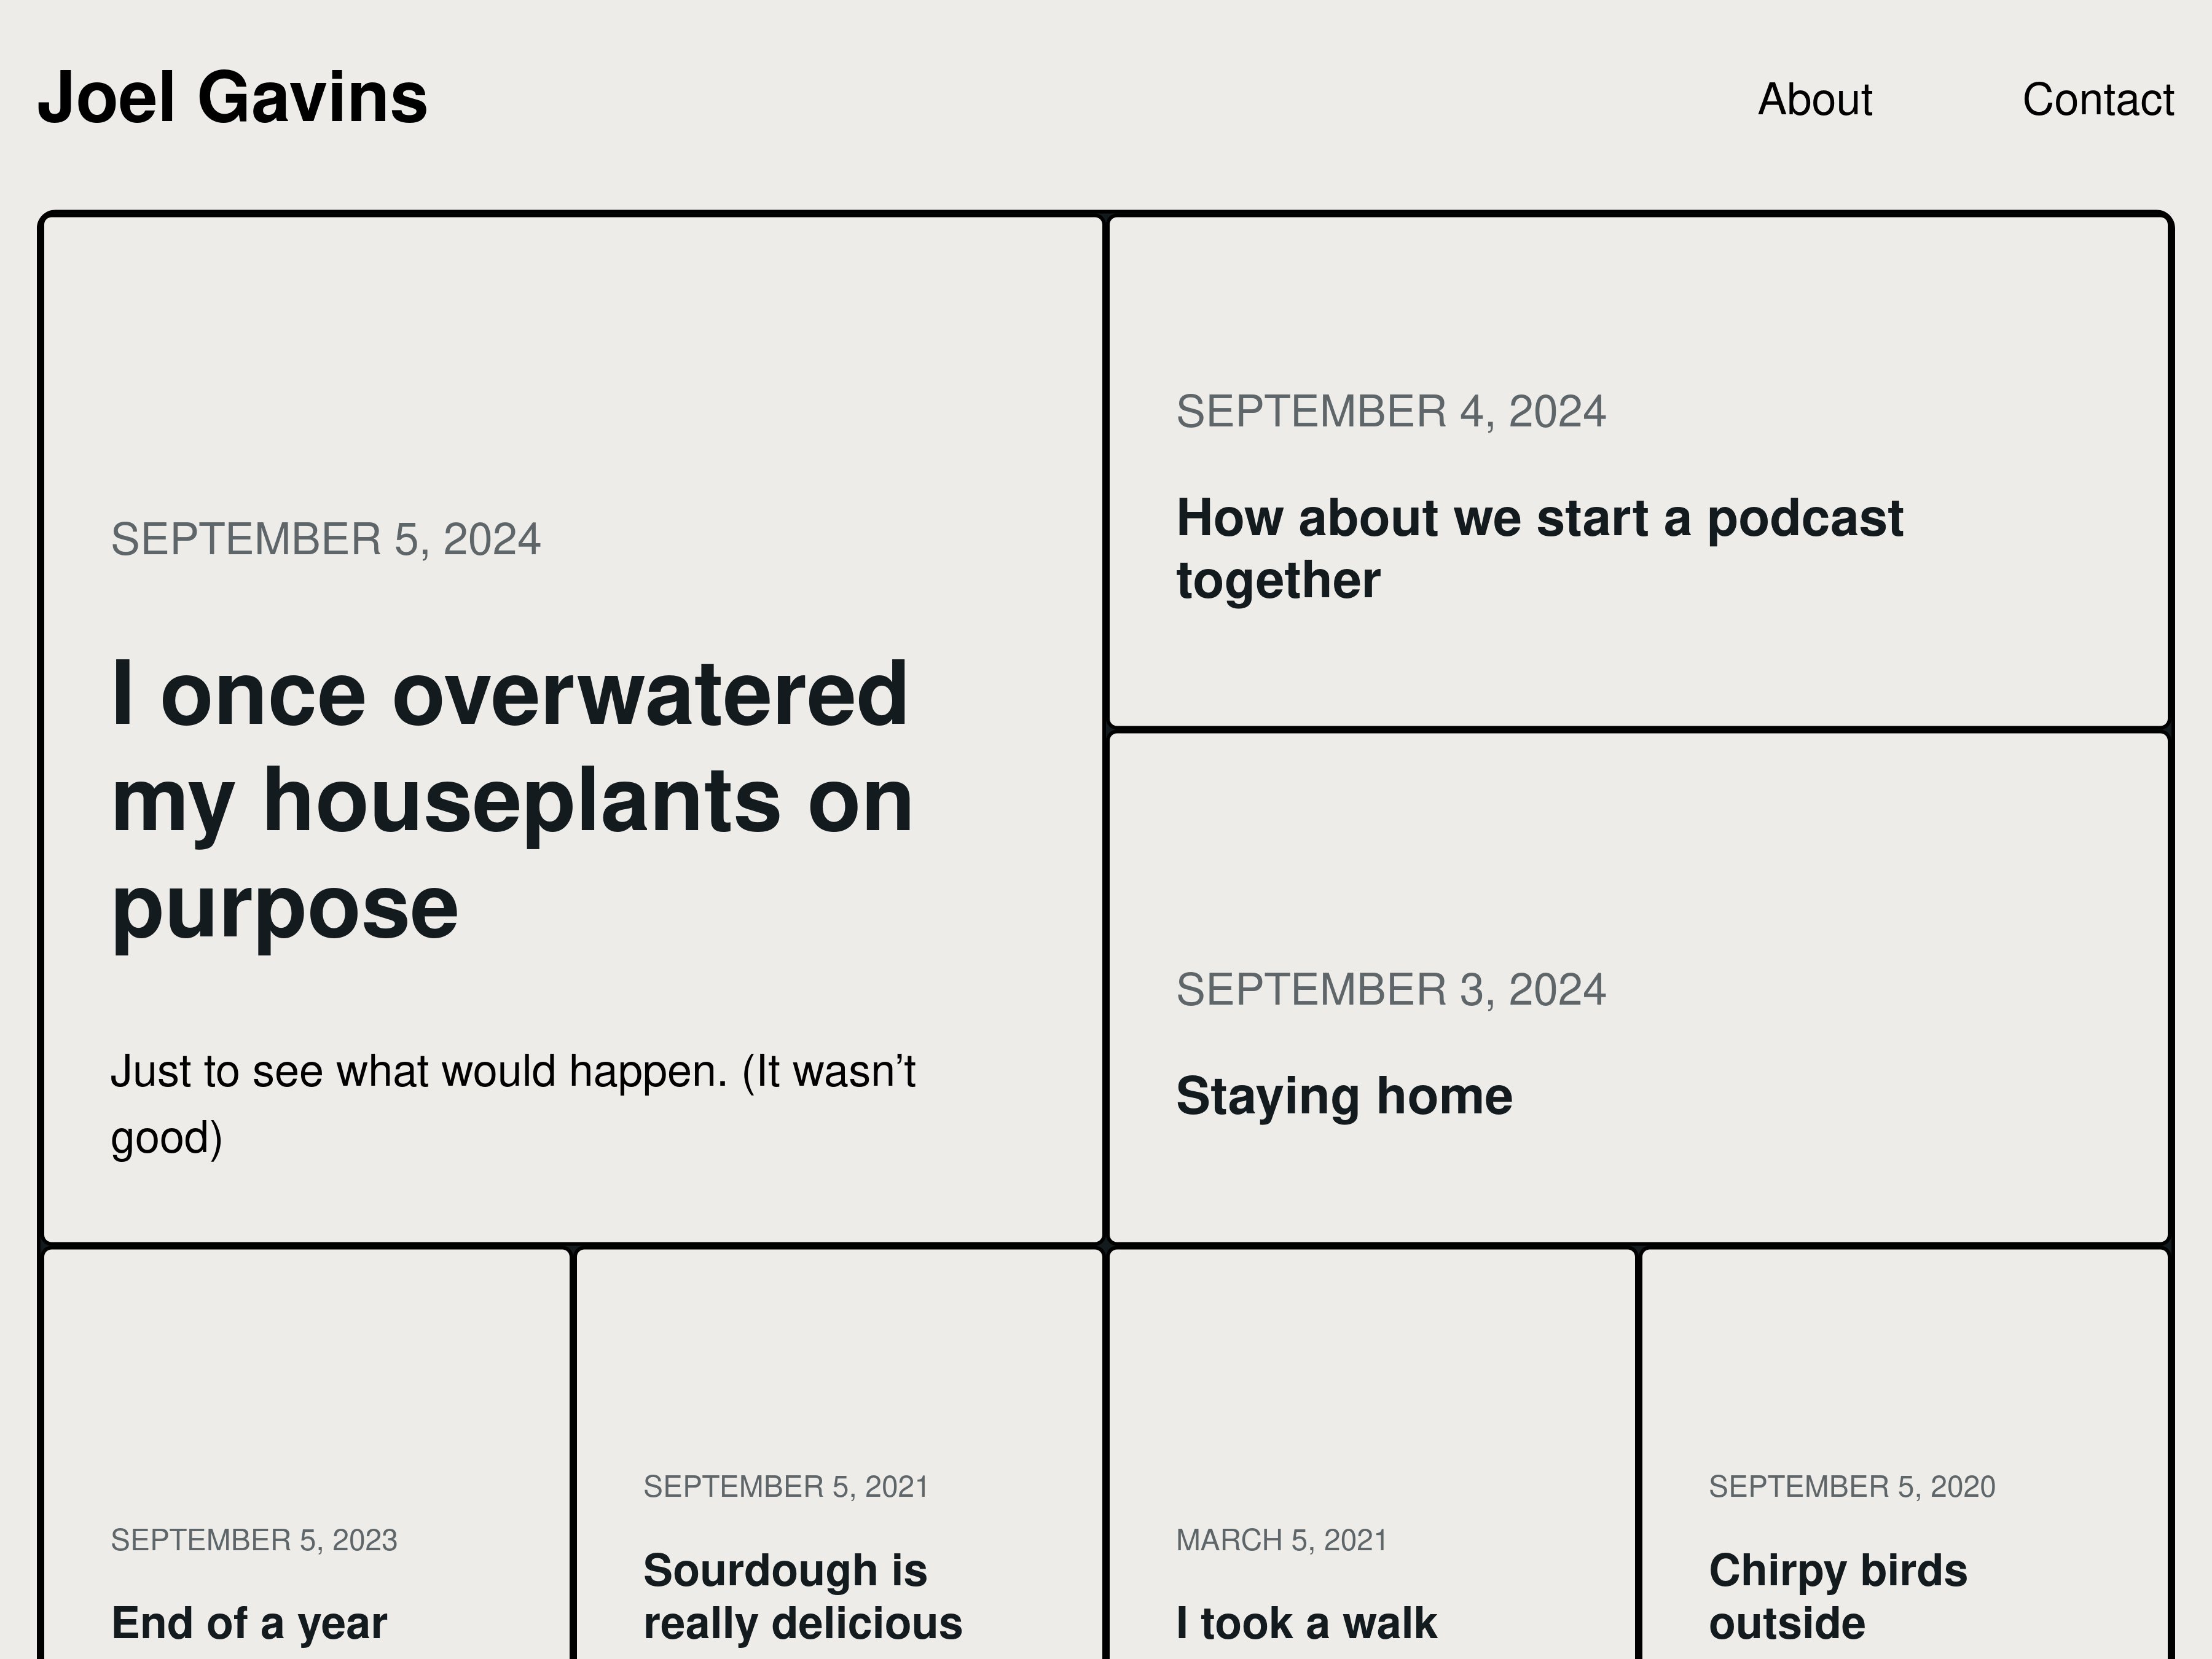 Joel Gavins
About
Contact
SEPTEMBER 5, 2024
I once overwatered
my houseplants on
purpose
Just to see what would happen. (It wasn’t
good)
SEPTEMBER 4, 2024
How about we start a podcast
together
SEPTEMBER 3, 2024
Staying home
SEPTEMBER 5, 2023
End of a year
SEPTEMBER 5, 2021
Sourdough is
really delicious
MARCH 5, 2021
I took a walk
SEPTEMBER 5, 2020
Chirpy birds
outside